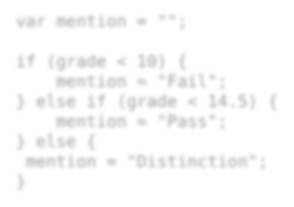 var mention = "";

if (grade < 10) {
    mention = "Fail";
} else if (grade < 14.5) {
    mention = "Pass";
} else {
 mention = "Distinction";
}